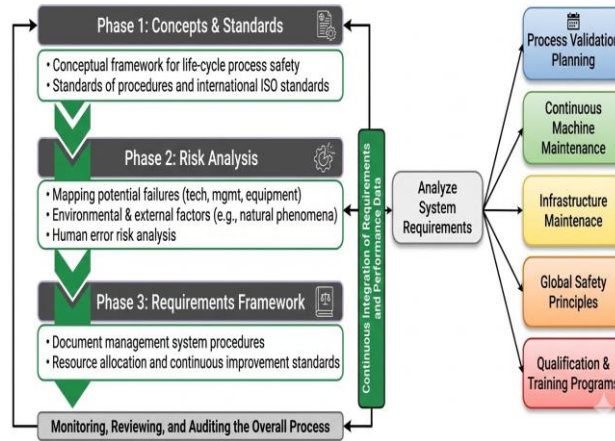 Phase 1: Concepts & Standards
• Conceptual framework for life-cycle process safety
• Standards of procedures and international ISO standards
Phase 2: Risk Analysis
• Mapping potential failures (tech, mgmt, equipment)
• Environmental & external factors (e.g., natural phenomena)
• Human error risk analysis
Phase 3: Requirements Framework
• Document management system procedures
• Resource allocation and continuous improvement standards
Monitoring, Reviewing, and Auditing the Overall Process
Continuous Integration of Requirements
and Performance Data
Analyze
System
Requirements
Process Validation
Planning
Continuous
Machine
Maintenance
Infrastructure
Maintenace
Global Safety
Principles
Qualification &
Training Programs